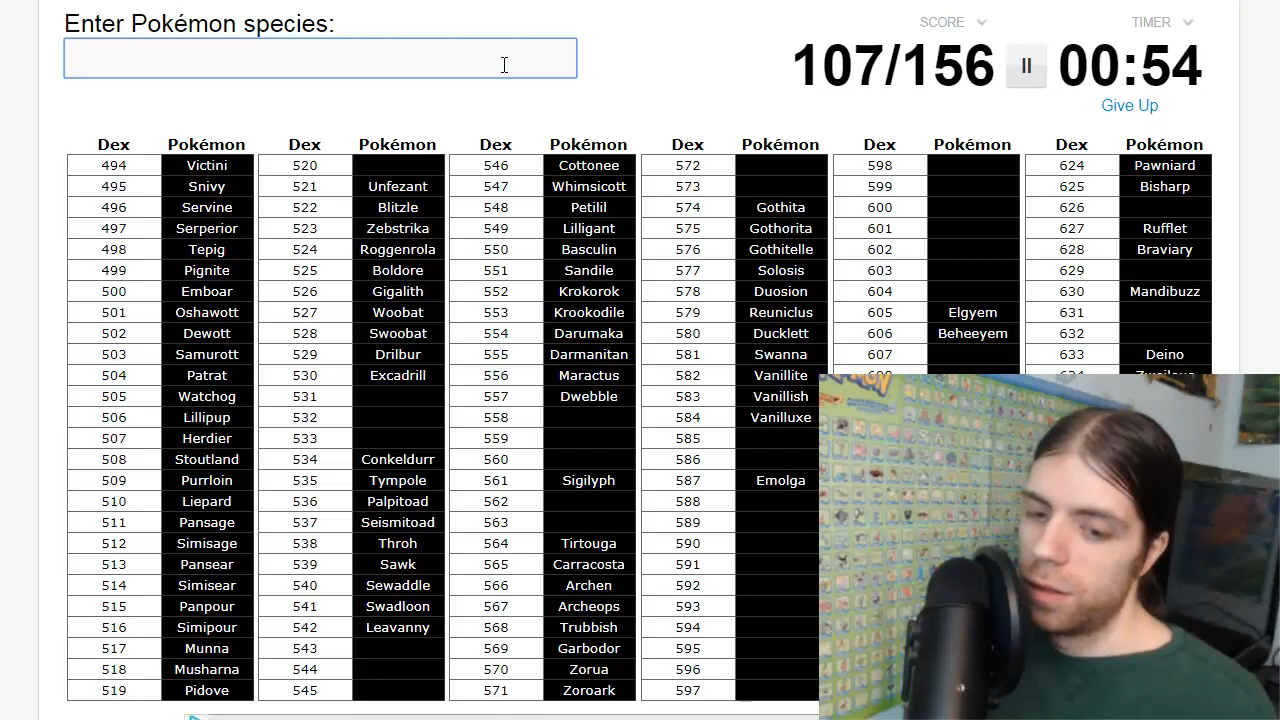 Enter Pokémon species:
SCORE TIMER
107/156 00:54
Give Up
Dex Pokémon Dex Pokémon Dex Pokémon Dex Pokémon Dex Pokémon Dex Pokémon
494 Victini 520 546 Cottonee 572 598 624 Pawniard
495 Snivy 521 Unfezant 547 Whimsicott 573 599 625 Bisharp
496 Servine 522 Blitzle 548 Petilil 574 Gothita 600 626
497 Serperior 523 Zebstrika 549 Lilligant 575 Gothorita 601 627 Rufflet
498 Tepig 524 Roggenrola 550 Basculin 576 Gothitelle 602 628 Braviary
499 Pignite 525 Boldore 551 Sandile 577 Solosis 603 629
500 Emboar 526 Gigalith 552 Krokorok 578 Duosion 604 630 Mandibuzz
501 Oshawott 527 Woobat 553 Krookodile 579 Reuniclus 605 Elgyem 631
502 Dewott 528 Swoobat 554 Darumaka 580 Ducklett 606 Beheeyem 632
503 Samurott 529 Drilbur 555 Darmanitan 581 Swanna 607 633 Deino
504 Patrat 530 Excadrill 556 Maractus 582 Vanillite
505 Watchog 531 557 Dwebble 583 Vanillish
506 Lillipup 532 558 584 Vanilluxe
507 Herdier 533 559 585
508 Stoutland 534 Conkeldurr 560 586
509 Purrloin 535 Tympole 561 Sigilyph 587 Emolga
510 Liepard 536 Palpitoad 562 588
511 Pansage 537 Seismitoad 563 589
512 Simisage 538 Throh 564 Tirtouga 590
513 Pansear 539 Sawk 565 Carracosta 591
514 Simisear 540 Sewaddle 566 Archen 592
515 Panpour 541 Swadloon 567 Archeops 593
516 Simipour 542 Leavanny 568 Trubbish 594
517 Munna 543 569 Garbodor 595
518 Musharna 544 570 Zorua 596
519 Pidove 545 571 Zoroark 597